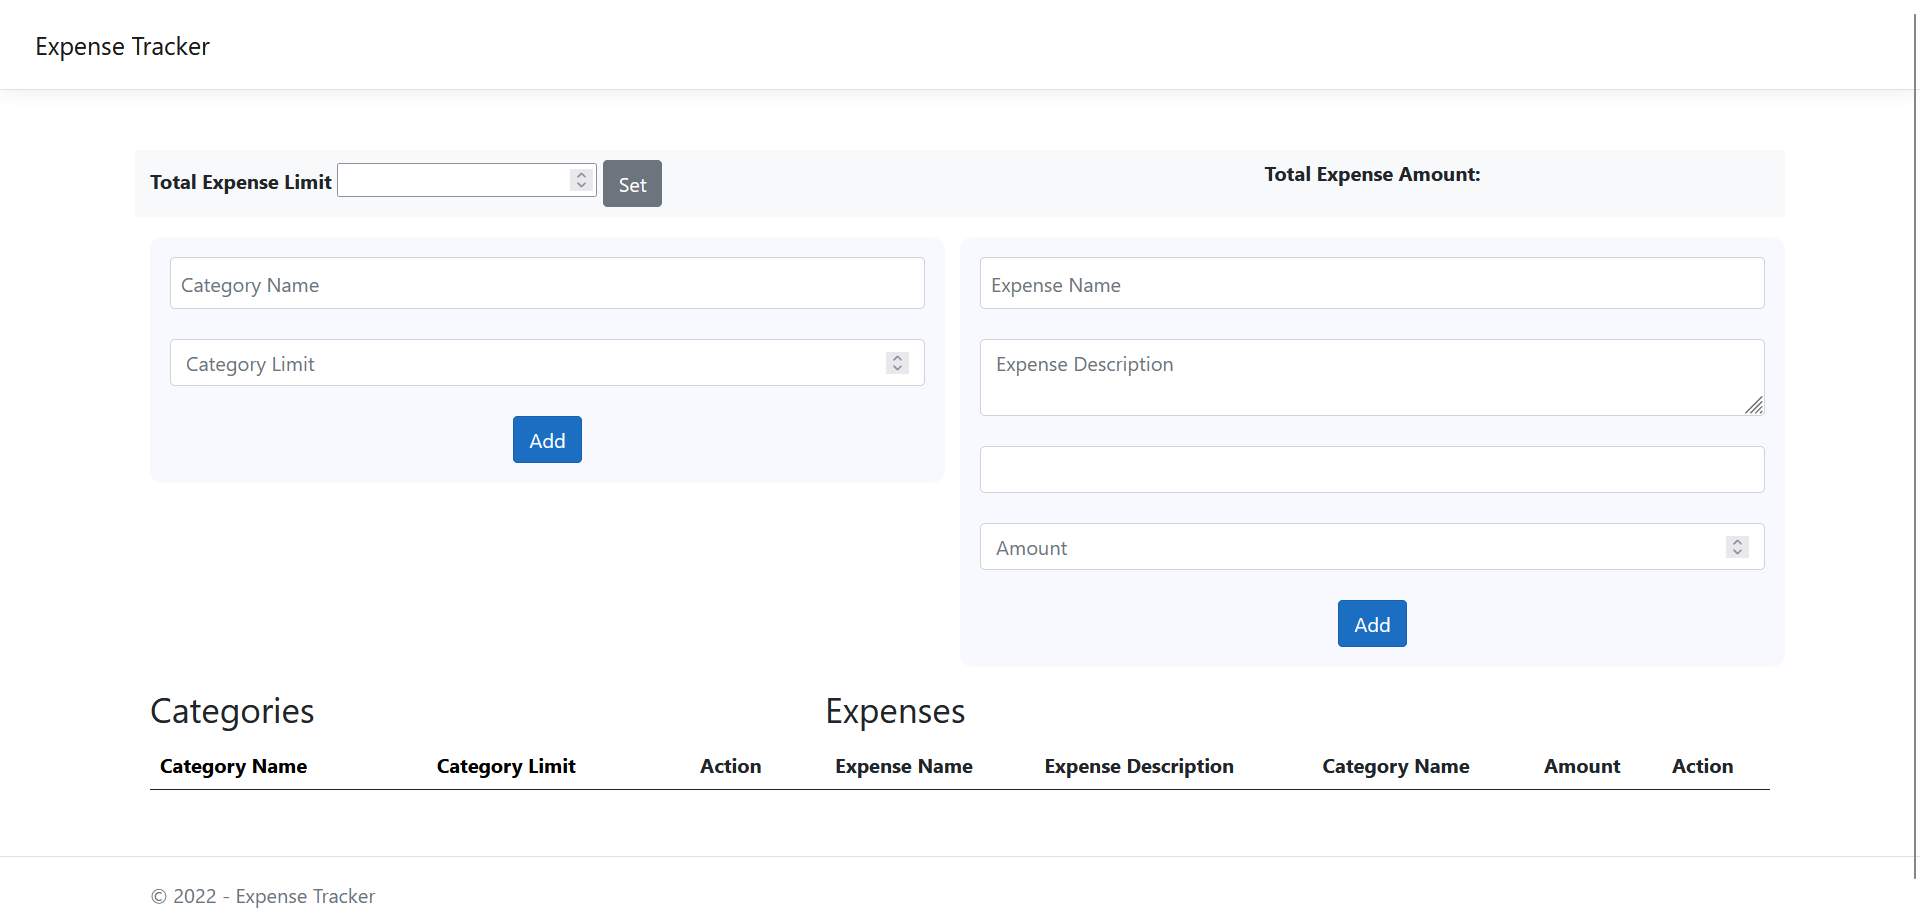 Expense Tracker
Total Expense Limit Set Total Expense Amount:
Category Name
Category Limit
Add
Expense Name
Expense Description
Amount
Add
Categories
Category Name Category Limit Action
Expenses
Expense Name Expense Description Category Name Amount Action
© 2022 - Expense Tracker